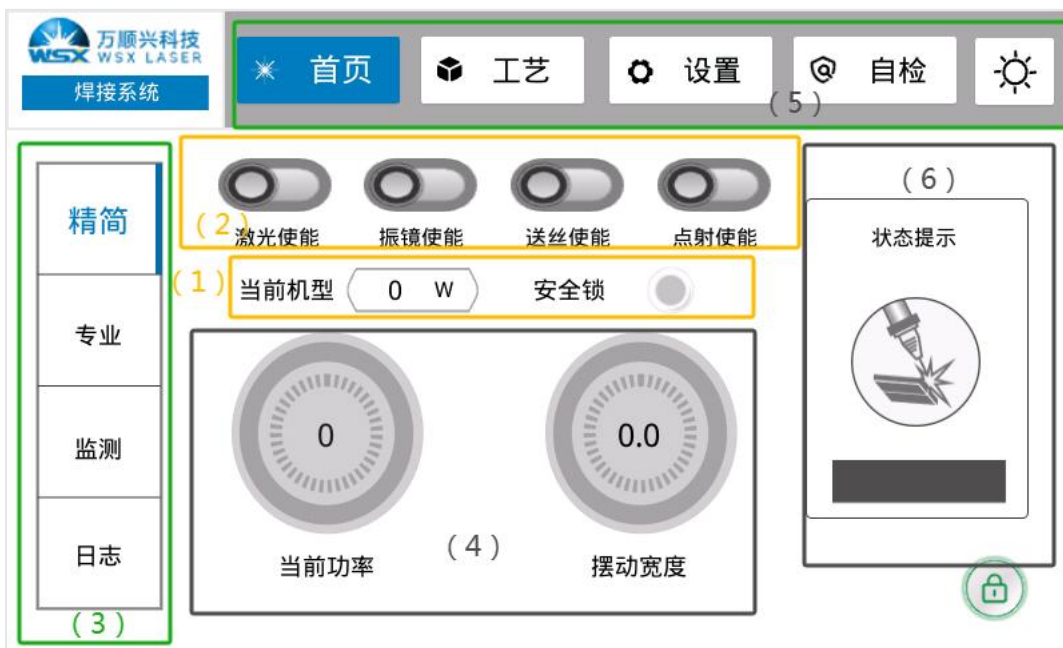 万顺兴科技
WSX WSX LASER
焊接系统
首页 工艺 设置 自检
(5)
精简
专业
监测
日志
(3)
(2)
激光使能 振镜使能 送丝使能 点射使能
(1)
当前机型 0 W 安全锁
0 0.0
当前功率 (4) 摆动宽度
(6)
状态提示